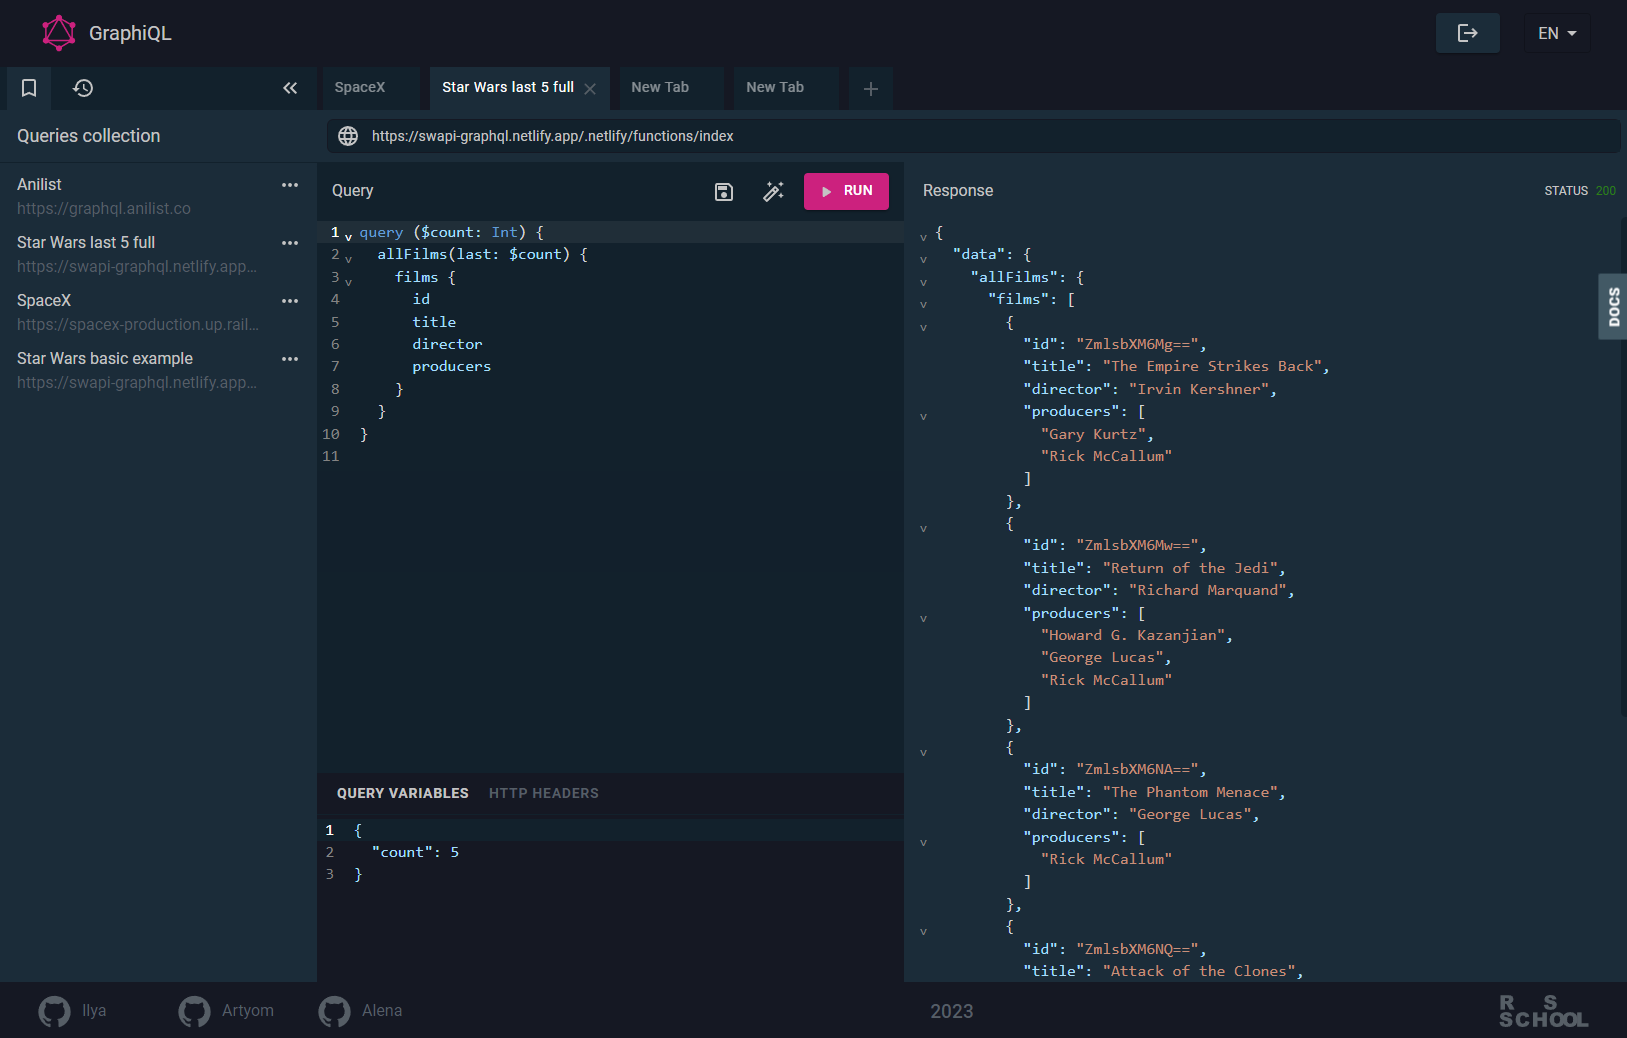 GraphiQL
EN
SpaceX
Star Wars last 5 full
New Tab
New Tab
Queries collection
https://swapi-graphql.netlify.app/.netlify/functions/index
Anilist
https://graphql.anilist.co
Star Wars last 5 full
https://swapi-graphql.netlify.app...
SpaceX
https://spacex-production.up.rail...
Star Wars basic example
https://swapi-graphql.netlify.app...
Query
RUN
1 query ($count: Int) {
2 allFilms(last: $count) {
3 films {
4 id
5 title
6 director
7 producers
8 }
9 }
10 }
11
QUERY VARIABLES HTTP HEADERS
1 {
2 "count": 5
3 }
Response
STATUS 200
{
"data": {
"allFilms": {
"films": [
{
"id": "ZmlsbXM6Mg==",
"title": "The Empire Strikes Back",
"director": "Irvin Kershner",
"producers": [
"Gary Kurtz",
"Rick McCallum"
]
},
{
"id": "ZmlsbXM6Mw==",
"title": "Return of the Jedi",
"director": "Richard Marquand",
"producers": [
"Howard G. Kazanjian",
"George Lucas",
"Rick McCallum"
]
},
{
"id": "ZmlsbXM6NA==",
"title": "The Phantom Menace",
"director": "George Lucas",
"producers": [
"Rick McCallum"
]
},
{
"id": "ZmlsbXM6NQ==",
"title": "Attack of the Clones",
DOCS
Ilya
Artyom
Alena
2023
R S
SCHOOL